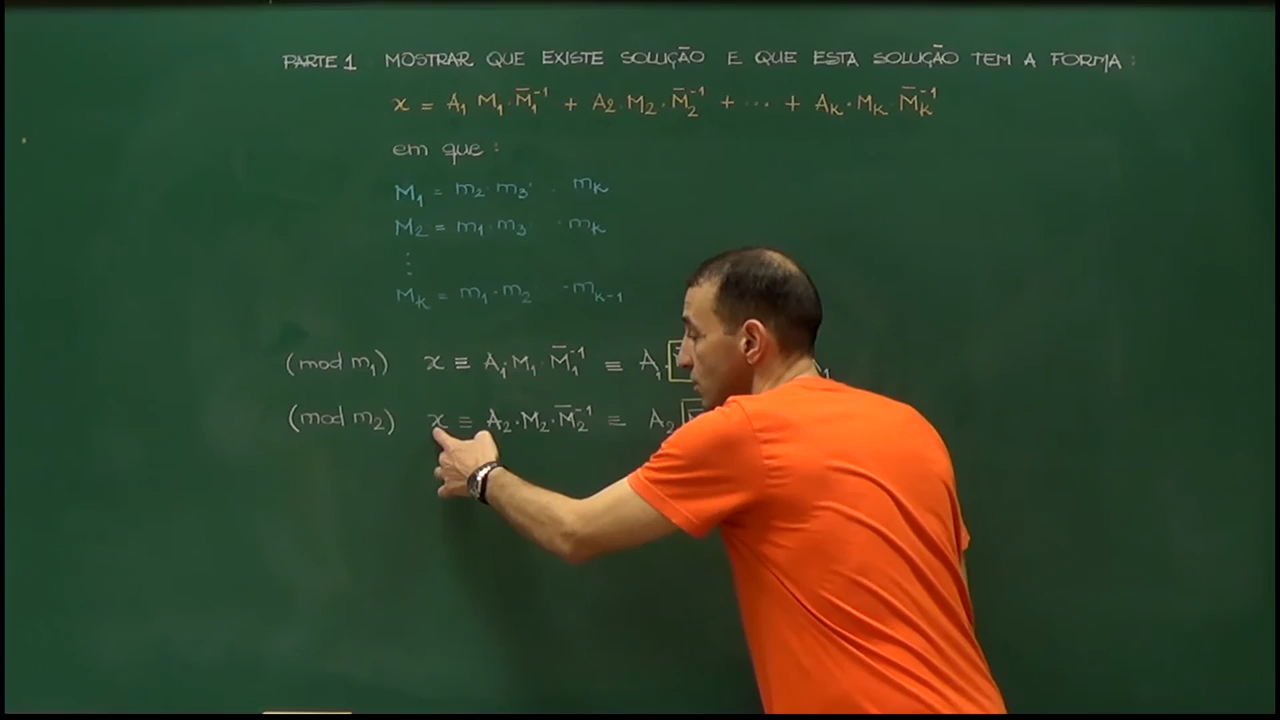 PARTE 1 MOSTRAR QUE EXISTE SOLUÇÃO E QUE ESTA SOLUÇÃO TEM A FORMA:
x = A₁ M₁ · M̄₁⁻¹ + A₂ · M₂ · M̄₂⁻¹ + ... + Aₖ · Mₖ · M̄ₖ⁻¹
em que:
M₁ = m₂ · m₃ · mₖ
M₂ = m₁ · m₃ · mₖ
⋮
Mₖ = m₁ · m₂ · mₖ₋₁
(mod m₁) x ≡ A₁ · M₁ · M̄₁⁻¹ ≡ A₁ ·
(mod m₂) x ≡ A₂ · M₂ · M̄₂⁻¹ ≡ A₂